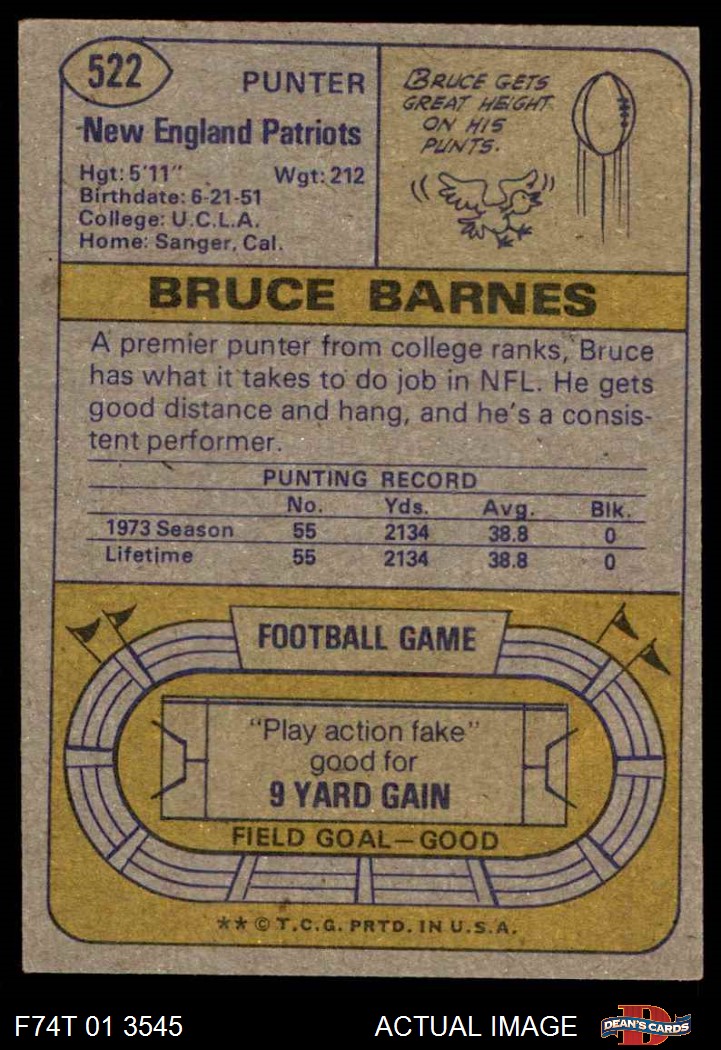 522
PUNTER
New England Patriots
Hgt: 5'11" Wgt: 212
Birthdate: 6-21-51
College: U.C.L.A.
Home: Sanger, Cal.
BRUCE GETS
GREAT HEIGHT
ON HIS
PUNTS.
BRUCE BARNES
A premier punter from college ranks, Bruce
has what it takes to do job in NFL. He gets
good distance and hang, and he's a consis-
tent performer.
PUNTING RECORD
No. Yds. Avg. Blk.
1973 Season 55 2134 38.8 0
Lifetime 55 2134 38.8 0
FOOTBALL GAME
"Play action fake"
good for
9 YARD GAIN
FIELD GOAL—GOOD
** © T.C.G. PRTD. IN U.S.A.
F74T 01 3545 ACTUAL IMAGE
D
DEAN'S CARDS